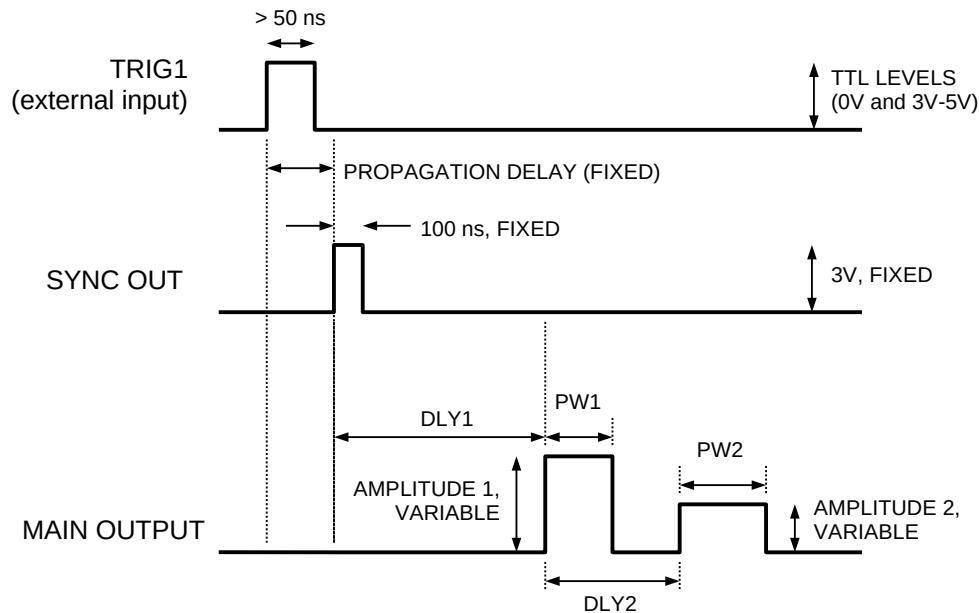 > 50 ns
TRIG1
(external input)
TTL LEVELS
(0V and 3V-5V)
PROPAGATION DELAY (FIXED)
100 ns, FIXED
SYNC OUT
3V, FIXED
PW1
DLY1
PW2
AMPLITUDE 1,
VARIABLE
AMPLITUDE 2,
VARIABLE
MAIN OUTPUT
DLY2